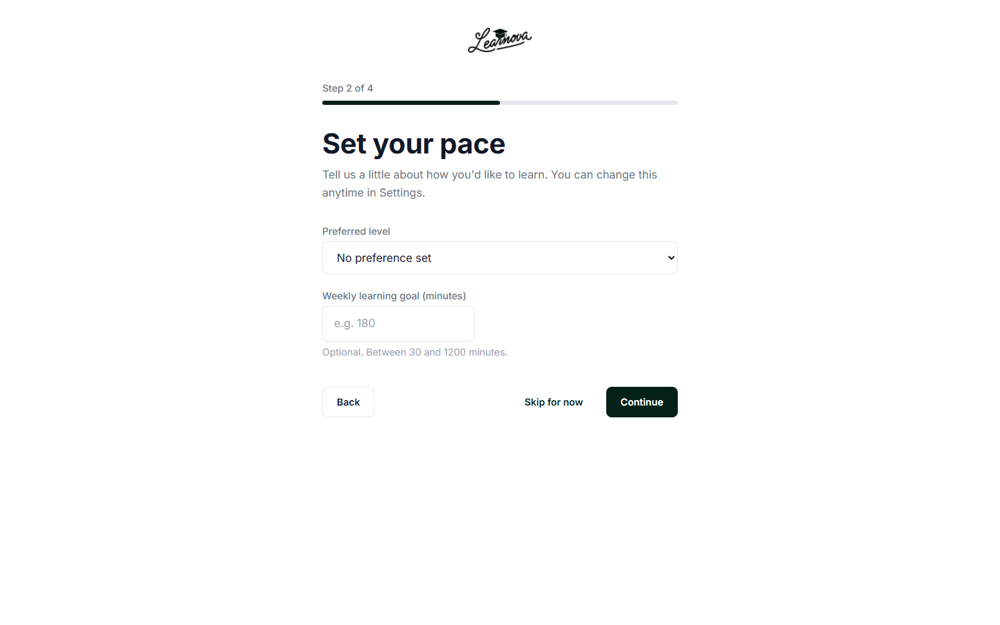 Learnova
Step 2 of 4
Set your pace
Tell us a little about how you'd like to learn. You can change this
anytime in Settings.
Preferred level
No preference set
Weekly learning goal (minutes)
e.g. 180
Optional. Between 30 and 1200 minutes.
Back
Skip for now
Continue